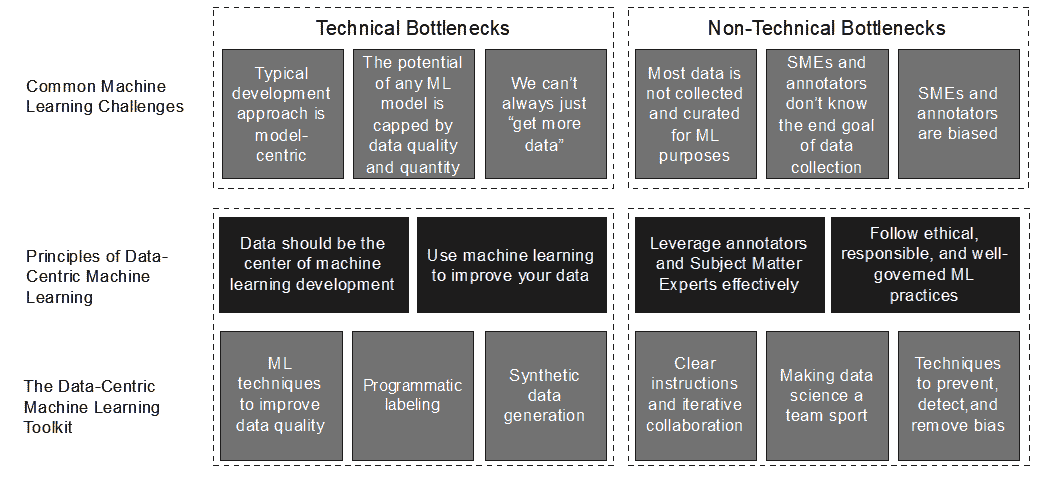 Technical Bottlenecks
Non-Technical Bottlenecks
Common Machine
Learning Challenges
Typical
development
approach is
model-
centric
The potential
of any ML
model is
capped by
data quality
and quantity
We can’t
always just
“get more
data”
Most data is
not collected
and curated
for ML
purposes
SMEs and
annotators
don’t know
the end goal
of data
collection
SMEs and
annotators
are biased
Principles of Data-
Centric Machine
Learning
Data should be the
center of machine
learning development
Use machine learning
to improve your data
Leverage annotators
and Subject Matter
Experts effectively
Follow ethical,
responsible, and well-
governed ML
practices
The Data-Centric
Machine Learning
Toolkit
ML
techniques
to improve
data quality
Programmatic
labeling
Synthetic
data
generation
Clear
instructions
and iterative
collaboration
Making data
science a
team sport
Techniques
to prevent,
detect,and
remove bias